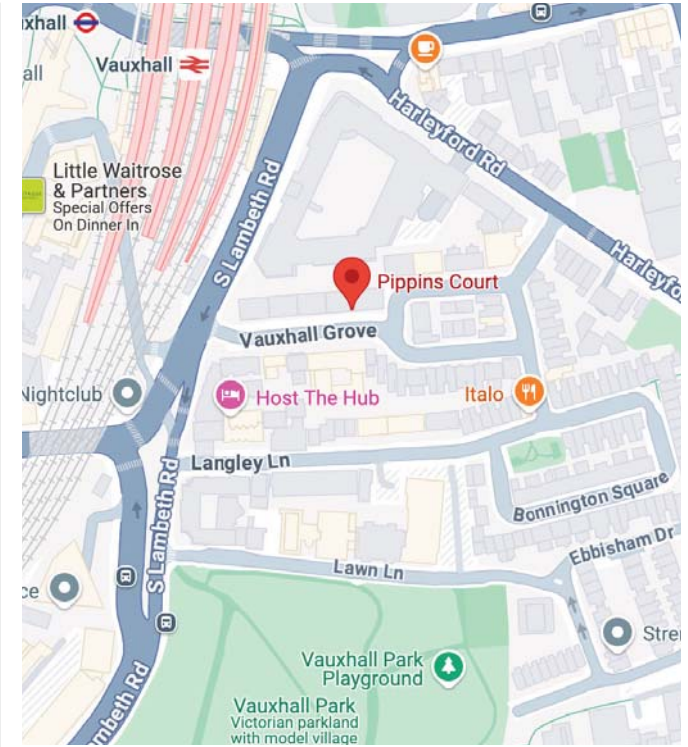 xhall
Vauxhall
all
Little Waitrose
& Partners
Special Offers
On Dinner In
Harleyford Rd
S Lambeth Rd
Harleyfo
Pippins Court
Vauxhall Grove
Nightclub
Host The Hub
Italo
Langley Ln
Bonnington Square
S Lambeth Rd
Ebbisham Dr
Lawn Ln
ce
Stre
Vauxhall Park
Playground
Vauxhall Park
Victorian parkland
with model village
ambeth Rd